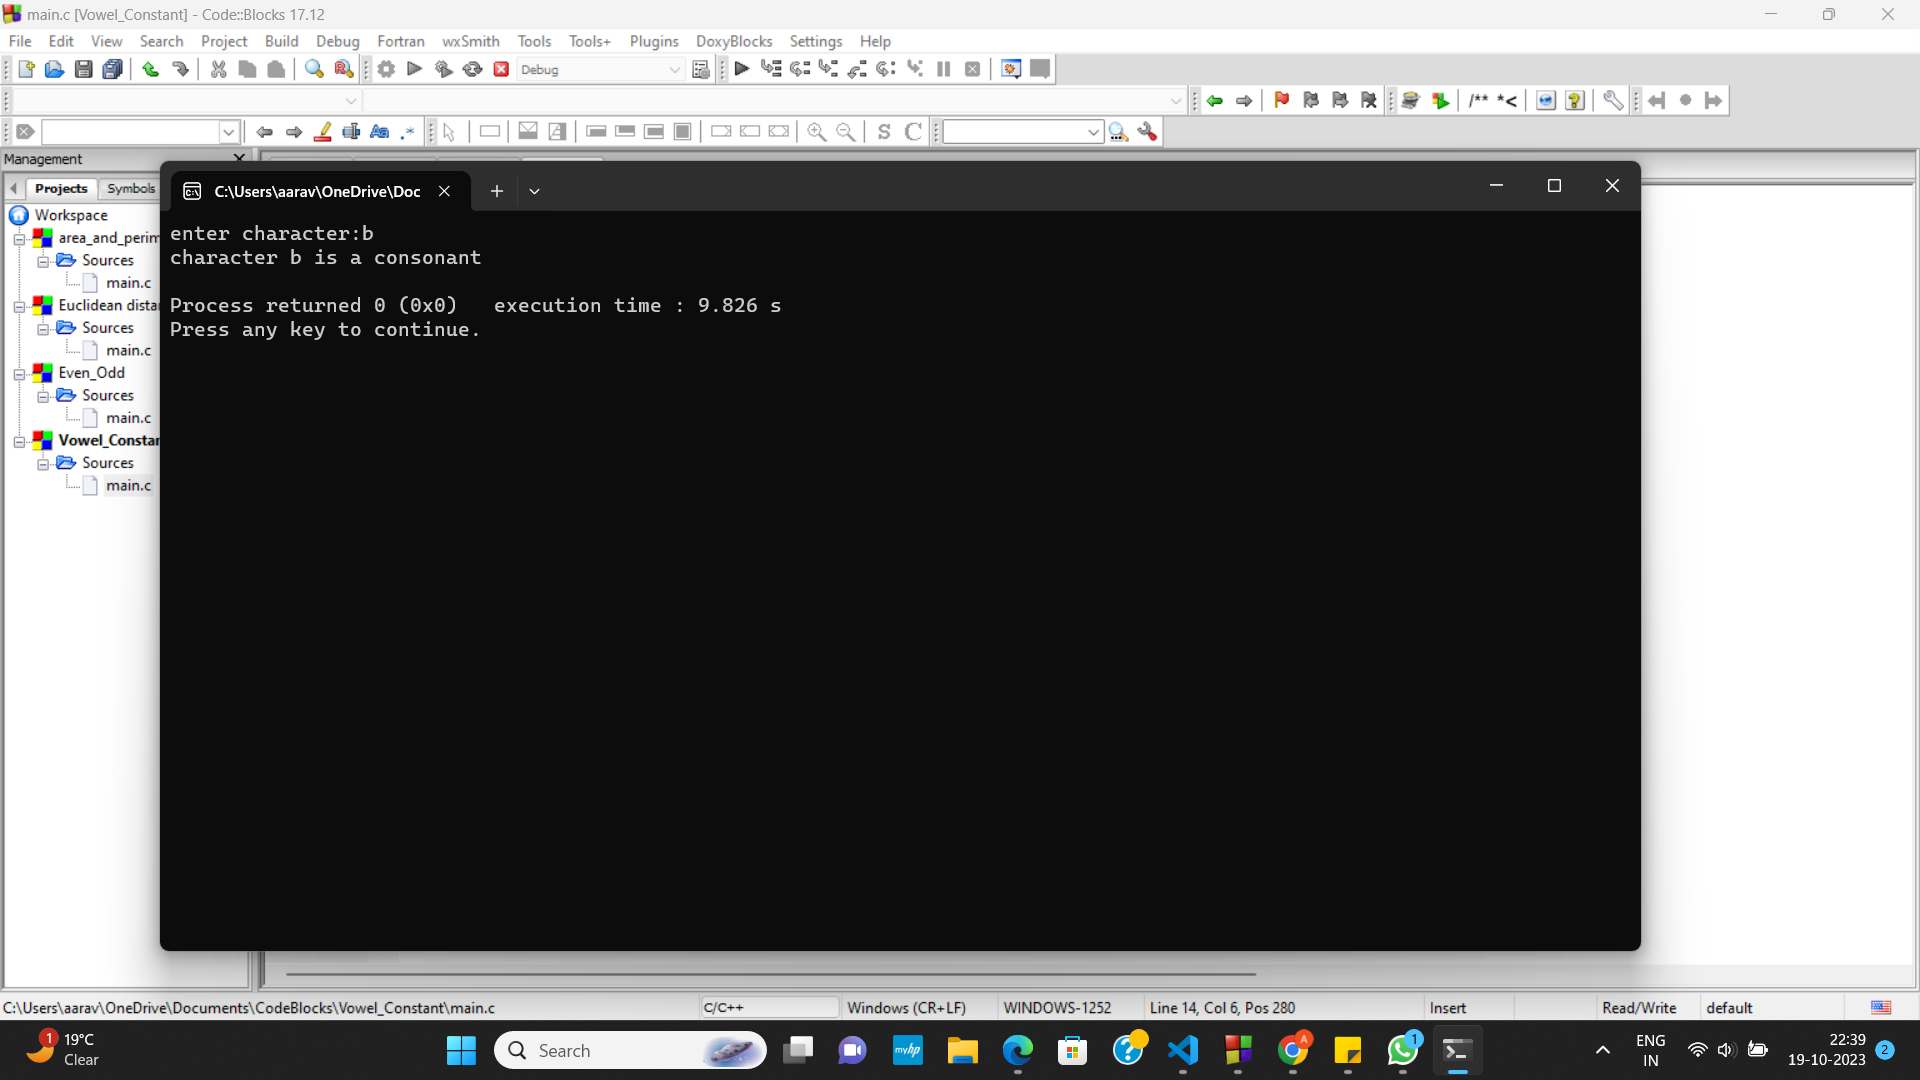 main.c [Vowel_Constant] - Code::Blocks 17.12
File Edit View Search Project Build Debug Fortran wxSmith Tools Tools+ Plugins DoxyBlocks Settings Help
Debug
/** *<
Aa .*
S C
Management
Projects Symbols
C:\Users\aarav\OneDrive\Doc
Workspace
area_and_perim
Sources
main.c
Euclidean dista
Sources
main.c
Even_Odd
Sources
main.c
Vowel_Constan
Sources
main.c
enter character:b
character b is a consonant
Process returned 0 (0x0)   execution time : 9.826 s
Press any key to continue.
C:\Users\aarav\OneDrive\Documents\CodeBlocks\Vowel_Constant\main.c C/C++ Windows (CR+LF) WINDOWS-1252 Line 14, Col 6, Pos 280 Insert Read/Write default
1 19°C
Clear
Search
myhp
A
1
ENG
IN
22:39
19-10-2023
2